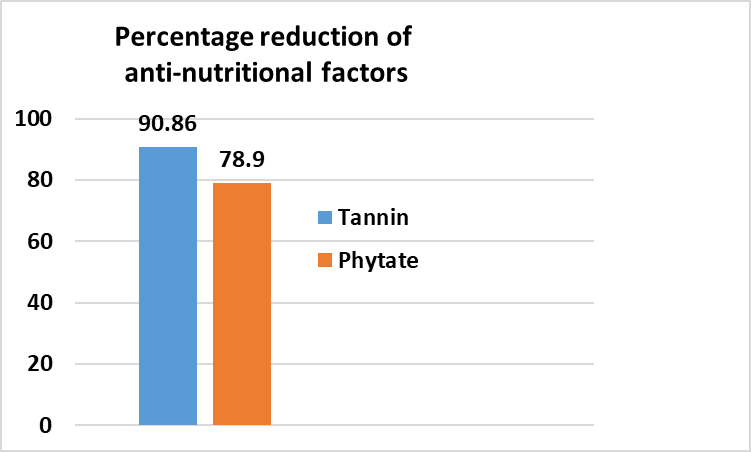 Percentage reduction of
anti-nutritional factors
100
90.86
78.9
80
Tannin
60
Phytate
40
20
0